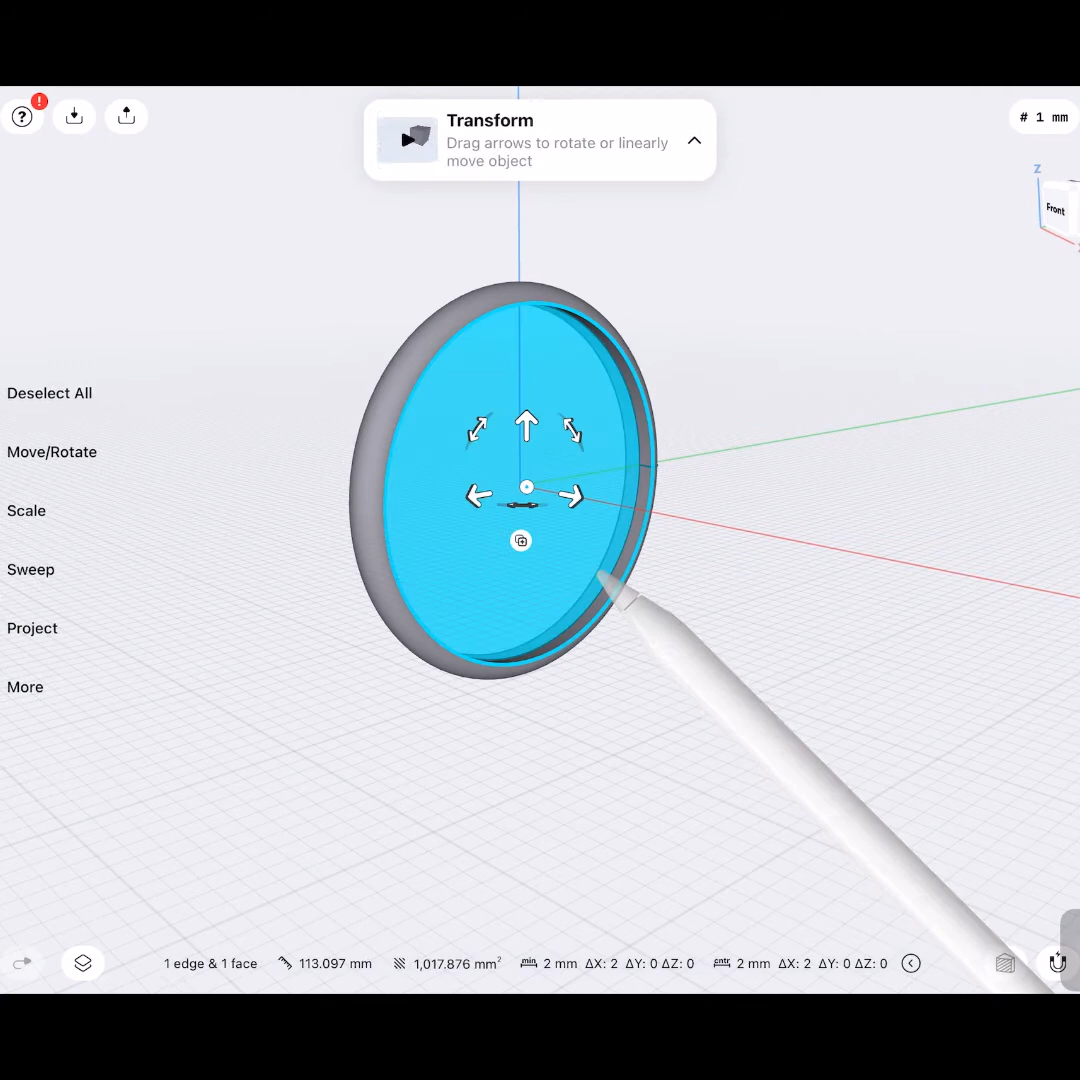 ?
!
Transform
Drag arrows to rotate or linearly
move object
# 1 mm
Z
Front
X
Deselect All
Move/Rotate
Scale
Sweep
Project
More
1 edge & 1 face 113.097 mm 1,017.876 mm² min 2 mm ΔX: 2 ΔY: 0 ΔZ: 0 cntr 2 mm ΔX: 2 ΔY: 0 ΔZ: 0